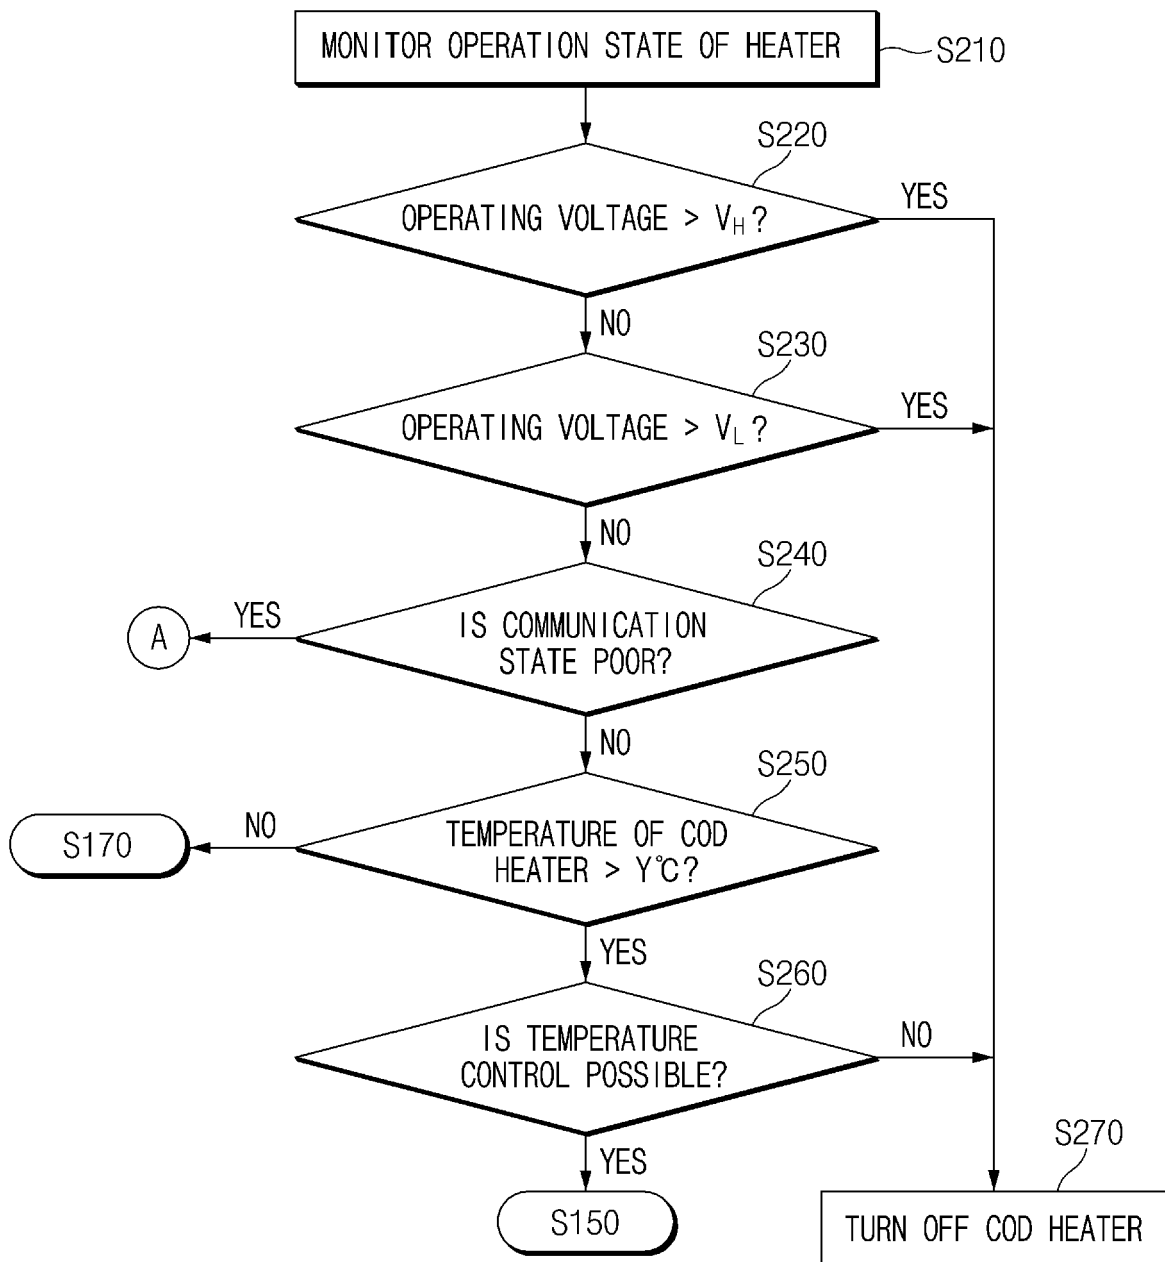 MONITOR OPERATION STATE OF HEATER
S210
S220
OPERATING VOLTAGE > VH?
YES
NO
S230
OPERATING VOLTAGE > VL?
YES
NO
S240
IS COMMUNICATION
STATE POOR?
YES
A
NO
S250
TEMPERATURE OF COD
HEATER > Y℃?
NO
S170
YES
S260
IS TEMPERATURE
CONTROL POSSIBLE?
NO
YES
S150
S270
TURN OFF COD HEATER